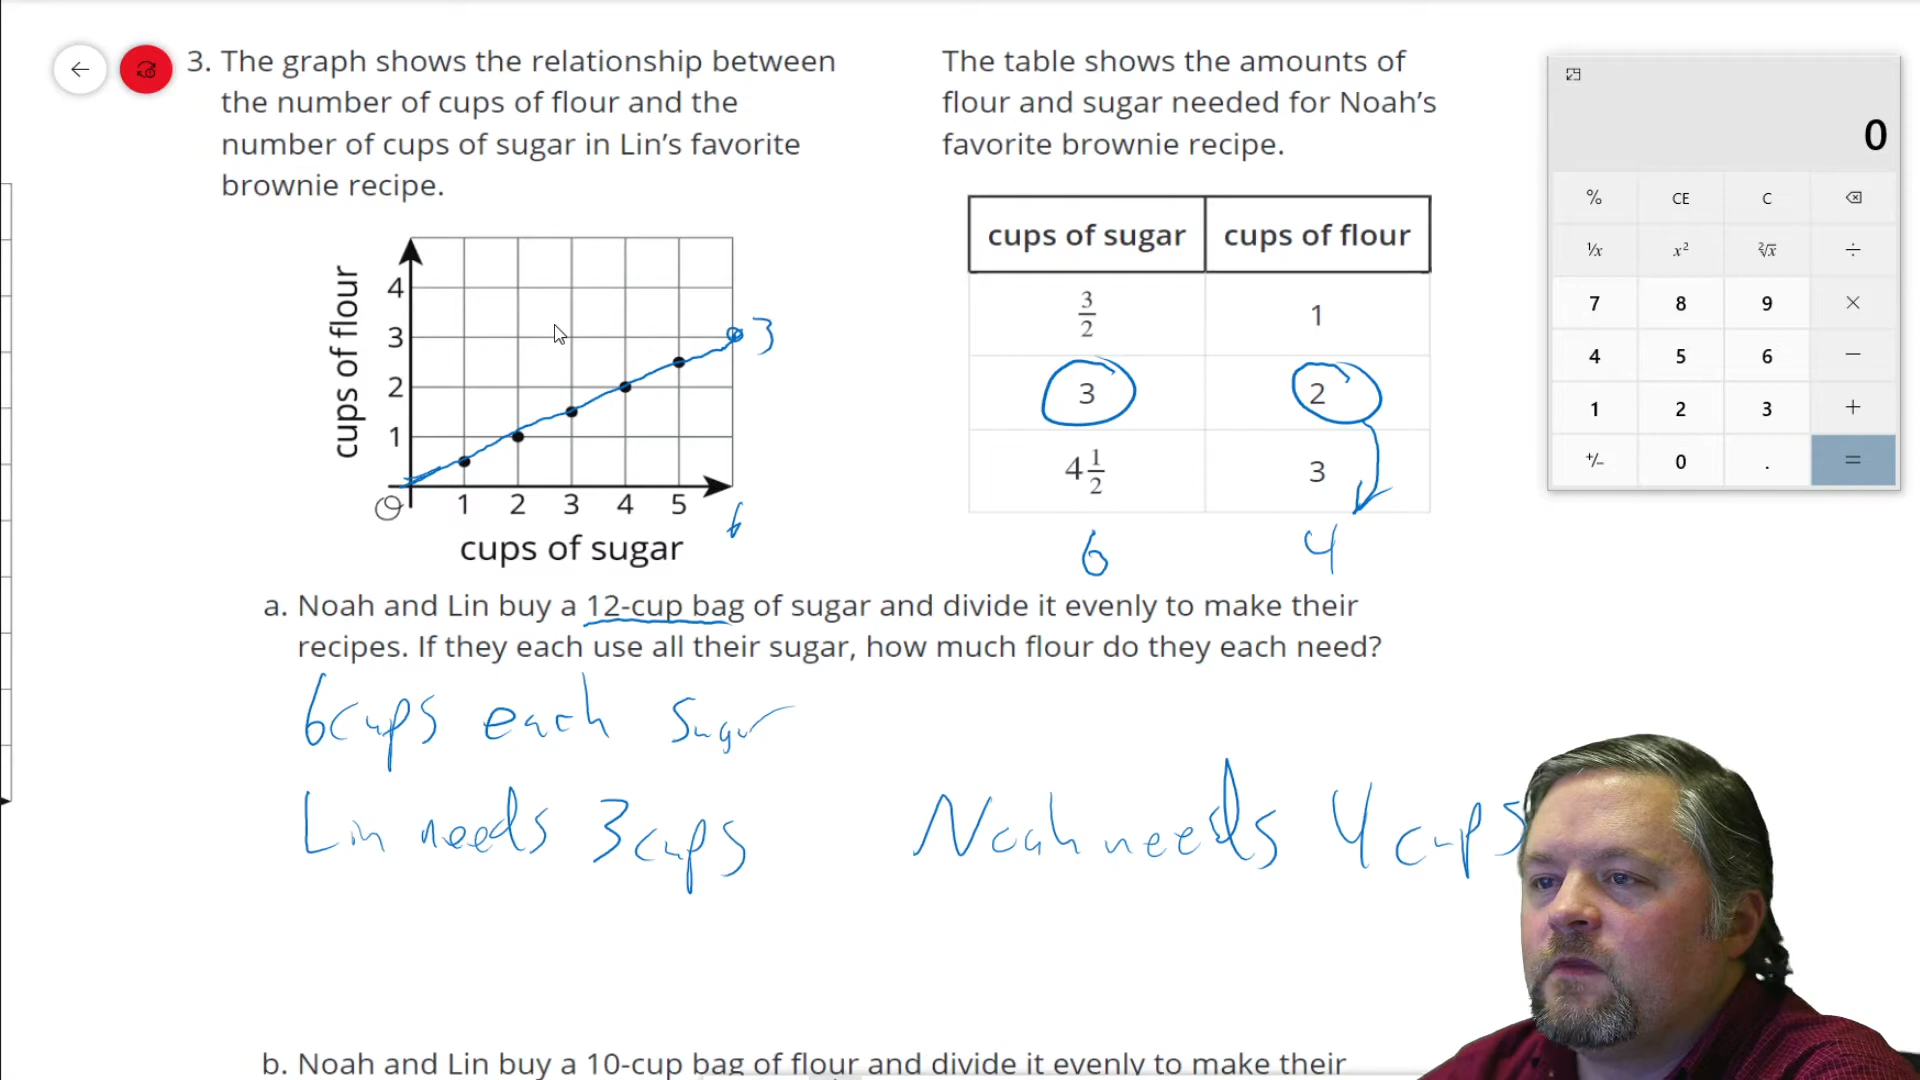 3. The graph shows the relationship between
the number of cups of flour and the
number of cups of sugar in Lin's favorite
brownie recipe.
cups of flour
4
3
2
1
3
O 1 2 3 4 5 6
cups of sugar
The table shows the amounts of
flour and sugar needed for Noah's
favorite brownie recipe.
cups of sugar cups of flour
3/2 1
3 2
4 1/2 3
6 4
0
% CE C
1/x x² ²√x ÷
7 8 9 ×
4 5 6 −
1 2 3 +
+/− 0 . =
a. Noah and Lin buy a 12-cup bag of sugar and divide it evenly to make their
recipes. If they each use all their sugar, how much flour do they each need?
6 cups each sugar
Lin needs 3 cups Noah needs 4 cups
b. Noah and Lin buy a 10-cup bag of flour and divide it evenly to make their